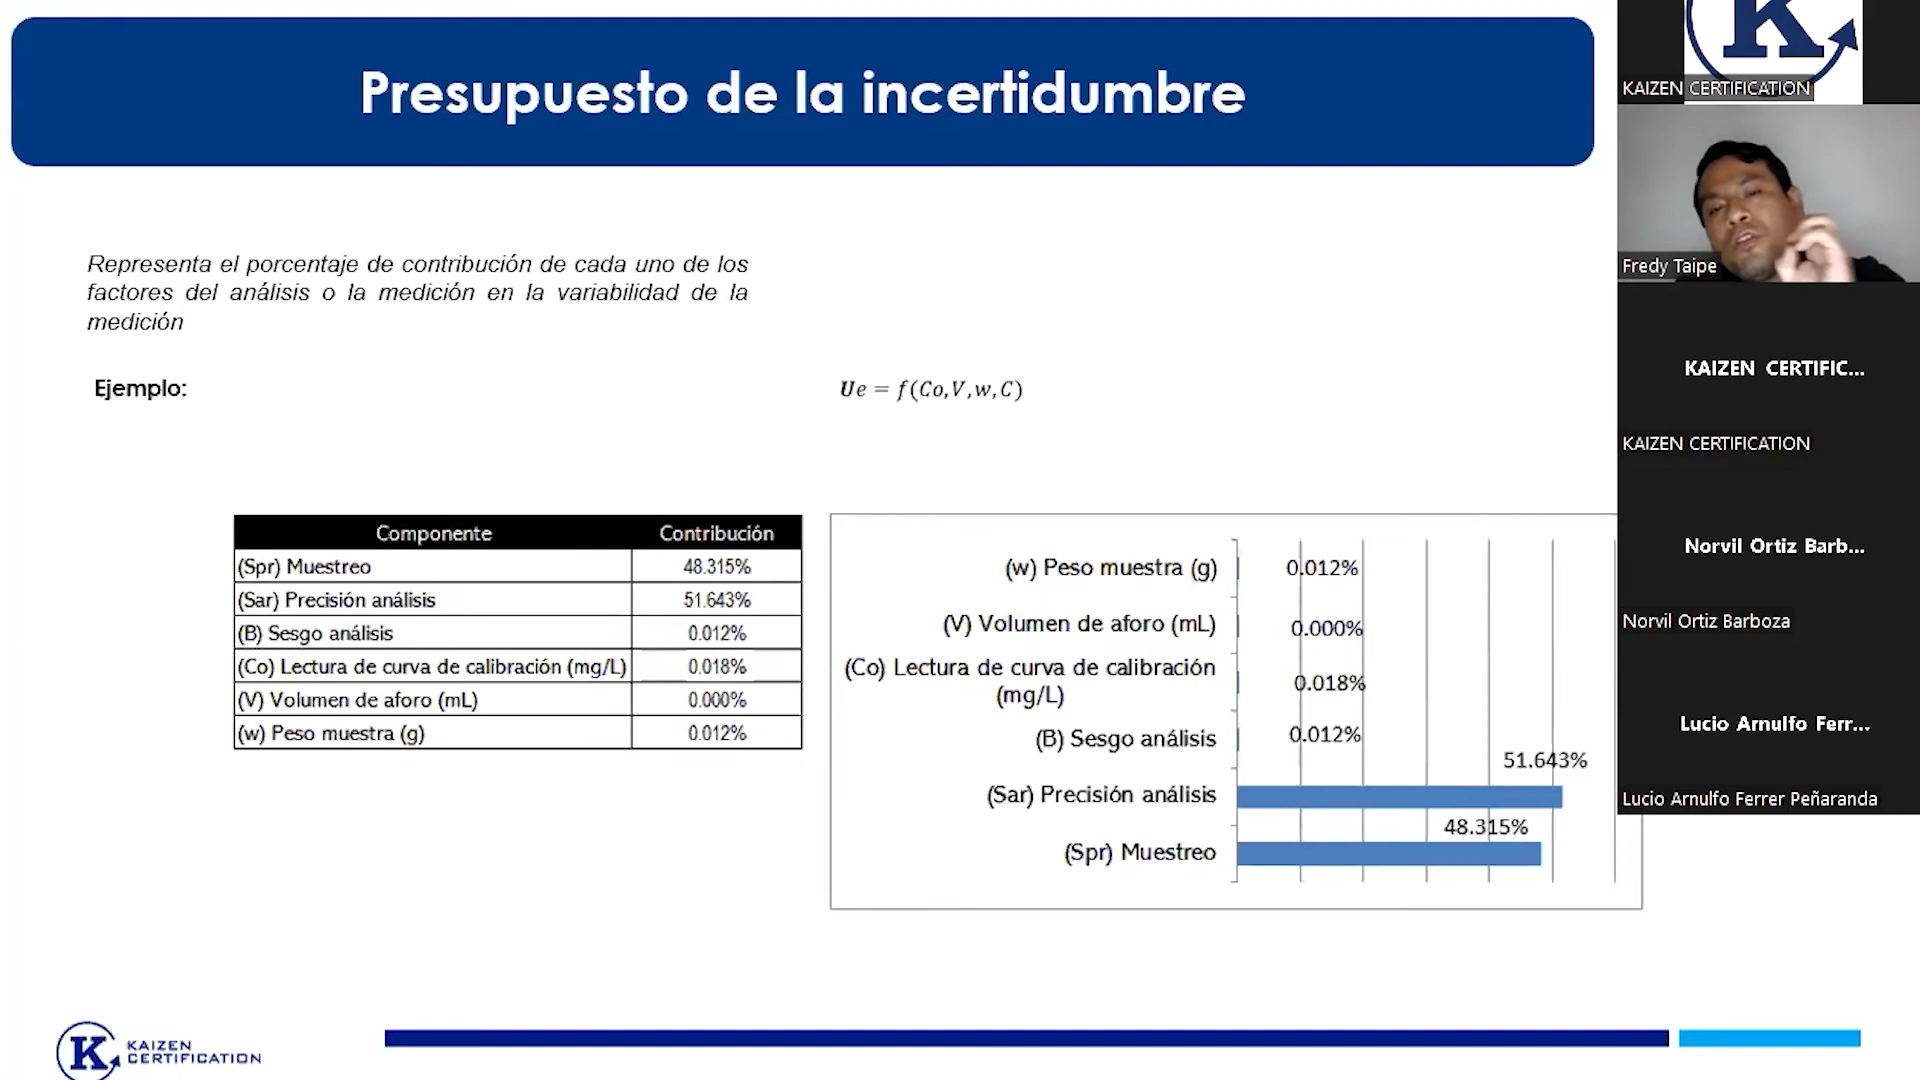 Presupuesto de la incertidumbre
Representa el porcentaje de contribución de cada uno de los
factores del análisis o la medición en la variabilidad de la
medición
Ejemplo:
Ue = f(Co,V,w,C)
Componente Contribución
(Spr) Muestreo 48.315%
(Sar) Precisión análisis 51.643%
(B) Sesgo análisis 0.012%
(Co) Lectura de curva de calibración (mg/L) 0.018%
(V) Volumen de aforo (mL) 0.000%
(w) Peso muestra (g) 0.012%
(w) Peso muestra (g) 0.012%
(V) Volumen de aforo (mL) 0.000%
(Co) Lectura de curva de calibración
(mg/L) 0.018%
(B) Sesgo análisis 0.012%
51.643%
(Sar) Precisión análisis
48.315%
(Spr) Muestreo
K KAIZEN
CERTIFICATION
K
KAIZEN CERTIFICATION
Fredy Taipe
KAIZEN CERTIFIC...
KAIZEN CERTIFICATION
Norvil Ortiz Barb...
Norvil Ortiz Barboza
Lucio Arnulfo Ferr...
Lucio Arnulfo Ferrer Peñaranda